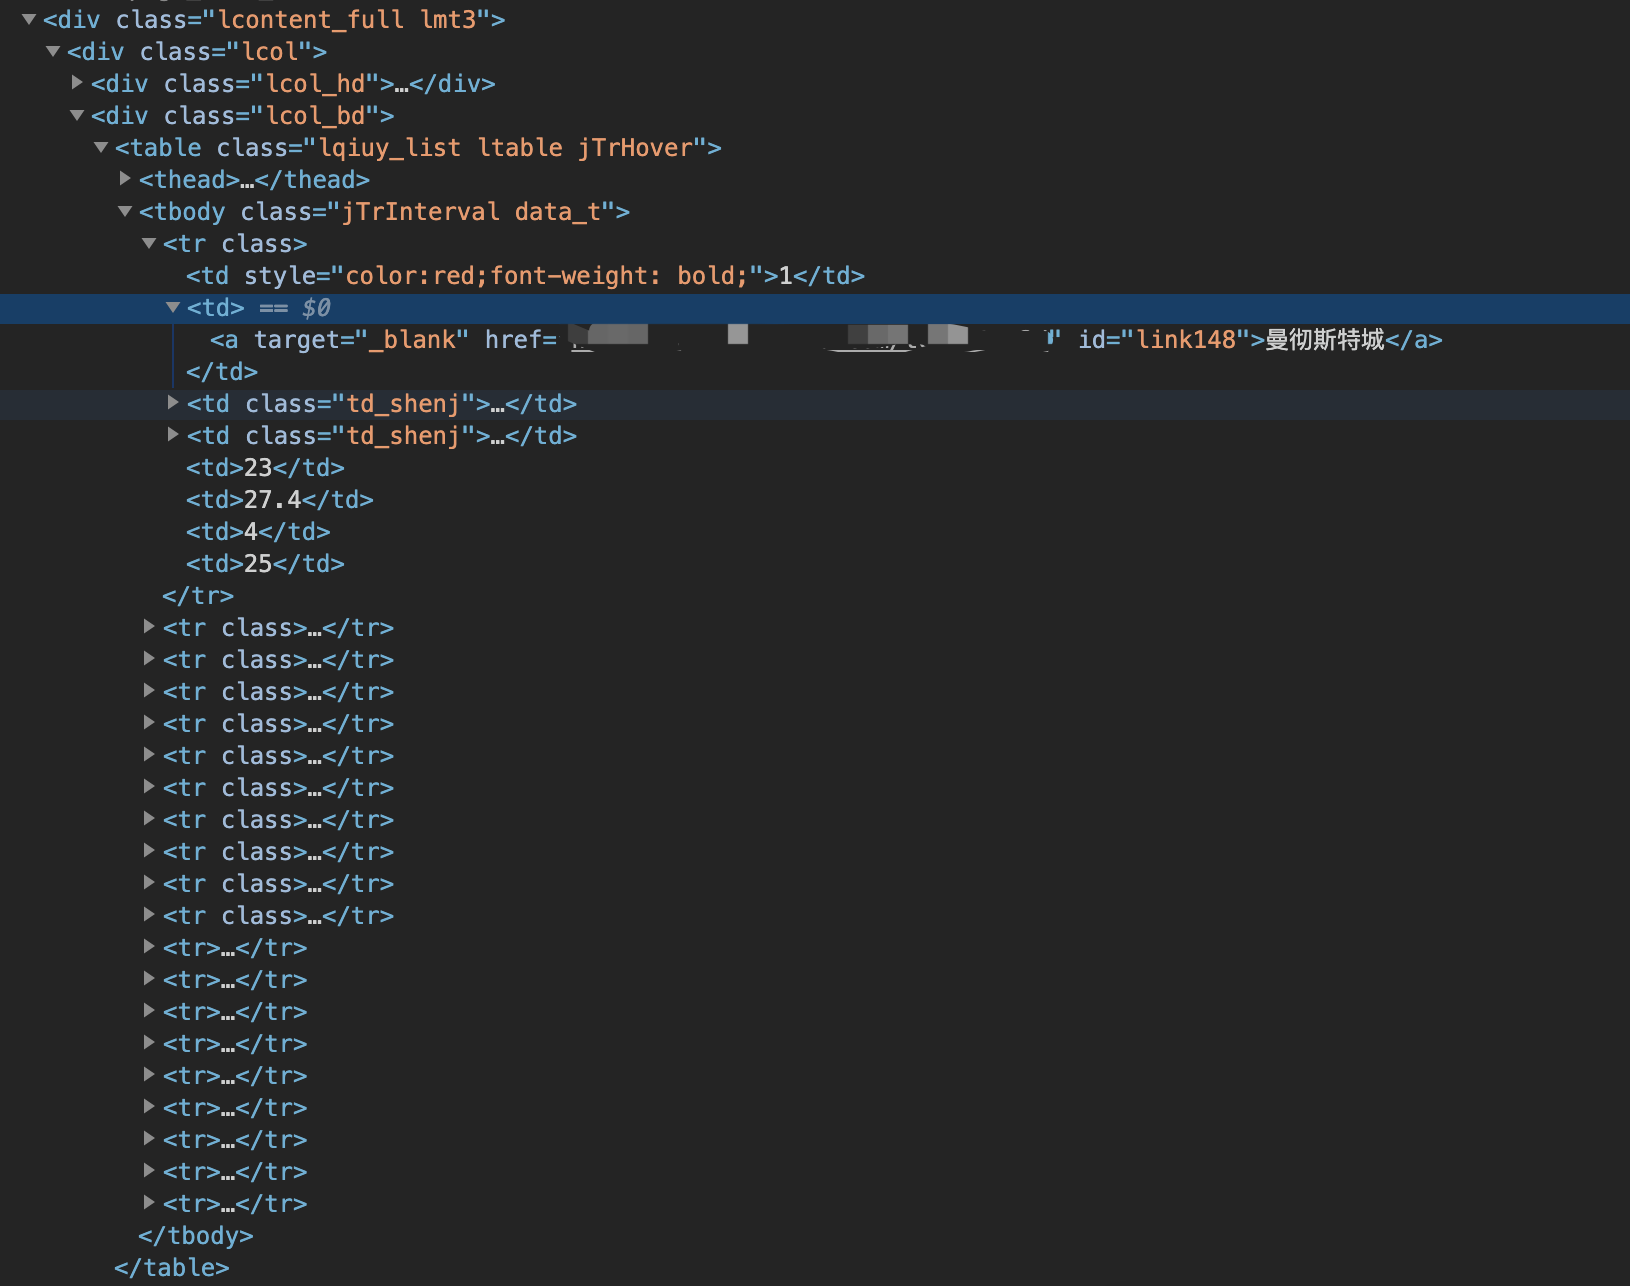 <div class="lcontent_full lmt3">
<div class="lcol">
<div class="lcol_hd">…</div>
<div class="lcol_bd">
<table class="lqiuy_list ltable jTrHover">
<thead>…</thead>
<tbody class="jTrInterval data_t">
<tr class>
<td style="color:red;font-weight: bold;">1</td>
<td> == $0
<a target="_blank" href= " id="link148">曼彻斯特城</a>
</td>
<td class="td_shenj">…</td>
<td class="td_shenj">…</td>
<td>23</td>
<td>27.4</td>
<td>4</td>
<td>25</td>
</tr>
<tr class>…</tr>
<tr class>…</tr>
<tr class>…</tr>
<tr class>…</tr>
<tr class>…</tr>
<tr class>…</tr>
<tr class>…</tr>
<tr class>…</tr>
<tr class>…</tr>
<tr class>…</tr>
<tr>…</tr>
<tr>…</tr>
<tr>…</tr>
<tr>…</tr>
<tr>…</tr>
<tr>…</tr>
<tr>…</tr>
<tr>…</tr>
<tr>…</tr>
</tbody>
</table>